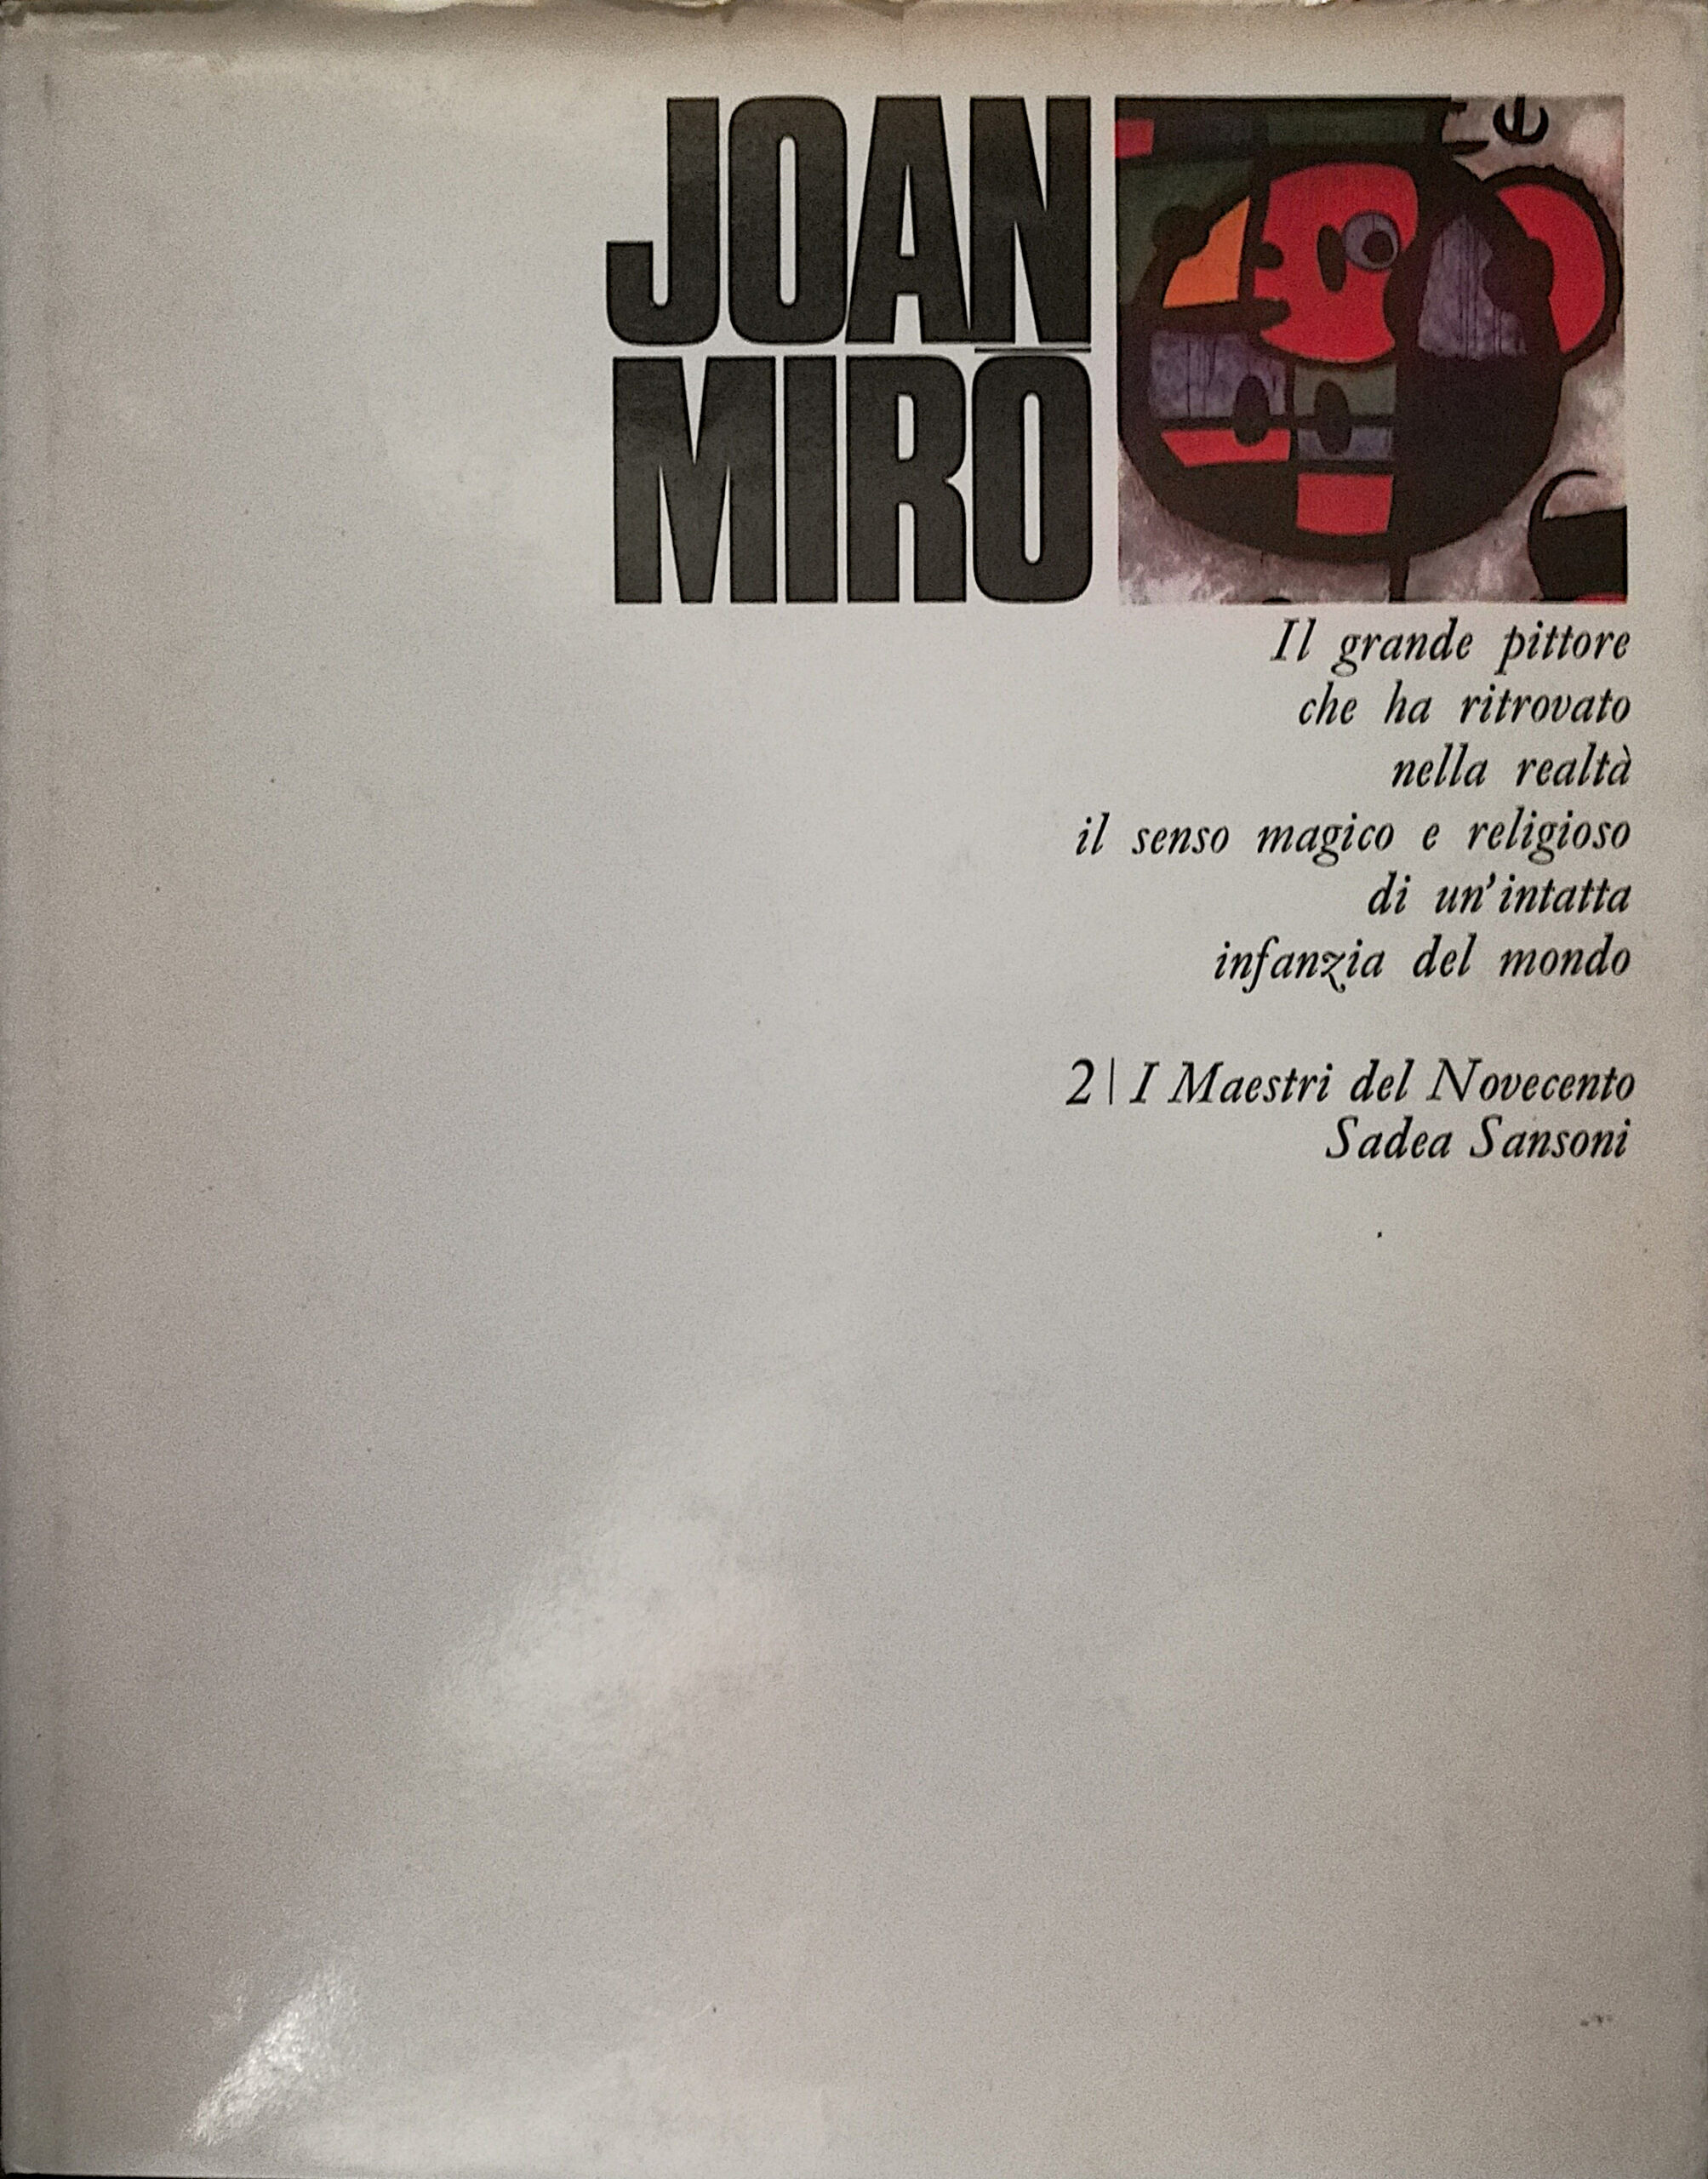 JOAN
MIRO
Il grande pittore
che ha ritrovato
nella realtà
il senso magico e religioso
di un'intatta
infanzia del mondo
2 | I Maestri del Novecento
Sadea Sansoni